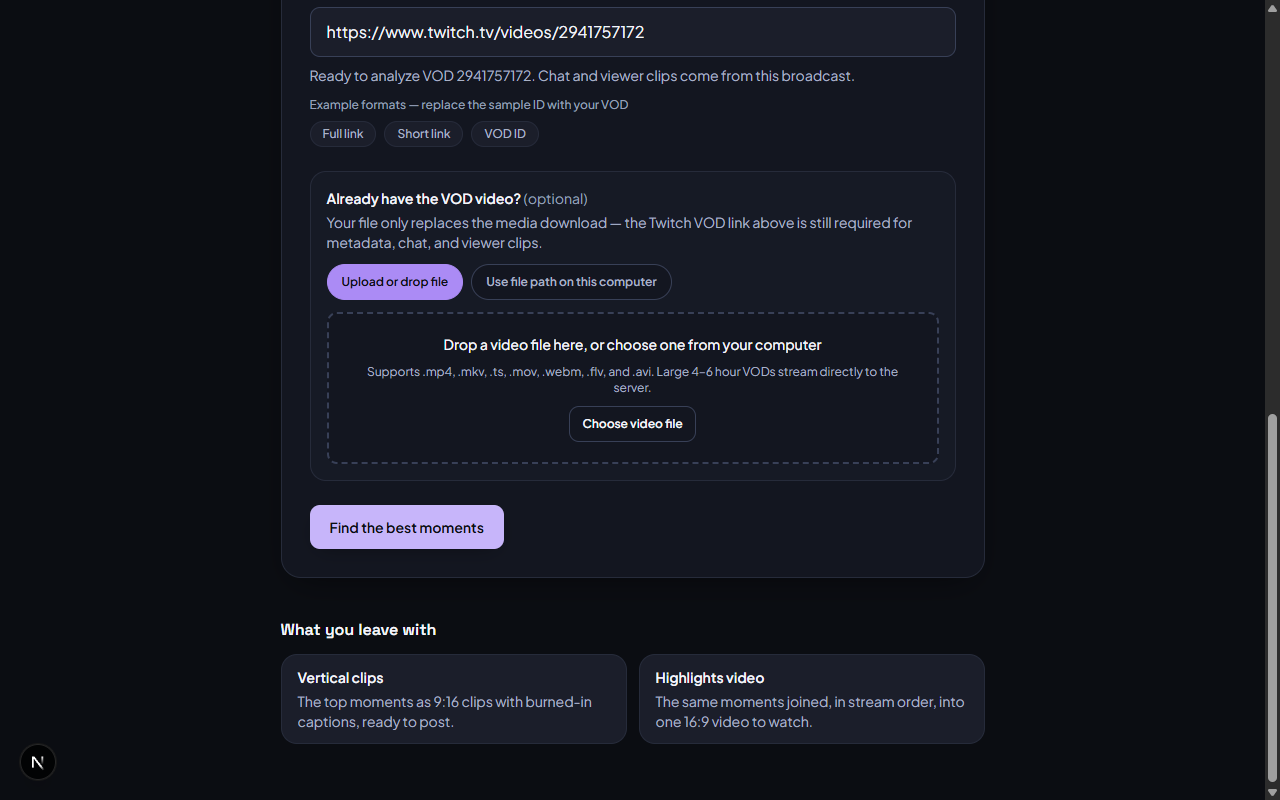 https://www.twitch.tv/videos/2941757172
Ready to analyze VOD 2941757172. Chat and viewer clips come from this broadcast.
Example formats — replace the sample ID with your VOD
Full link
Short link
VOD ID
Already have the VOD video? (optional)
Your file only replaces the media download — the Twitch VOD link above is still required for
metadata, chat, and viewer clips.
Upload or drop file
Use file path on this computer
Drop a video file here, or choose one from your computer
Supports .mp4, .mkv, .ts, .mov, .webm, .flv, and .avi. Large 4–6 hour VODs stream directly to the
server.
Choose video file
Find the best moments
What you leave with
Vertical clips
The top moments as 9:16 clips with burned-in
captions, ready to post.
Highlights video
The same moments joined, in stream order, into
one 16:9 video to watch.
N